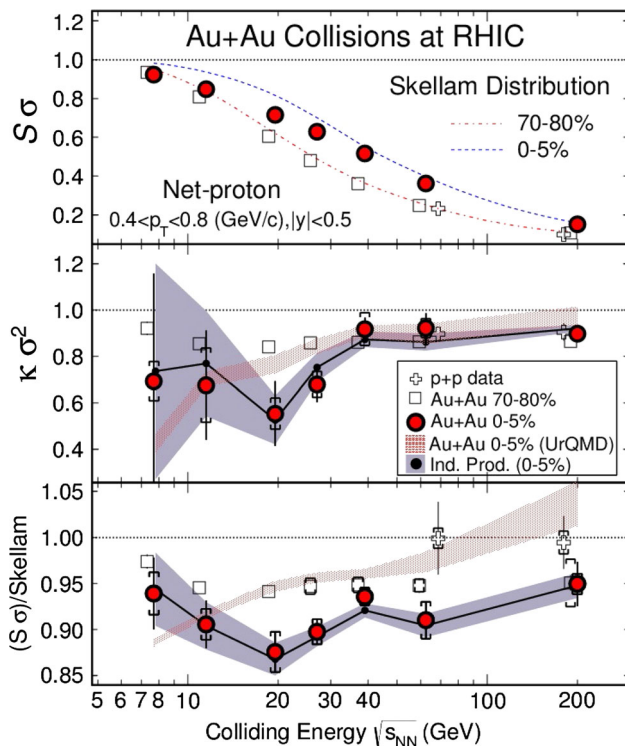 Au+Au Collisions at RHIC
Skellam Distribution
70-80%
0-5%
Net-proton
0.4<p_T<0.8 (GeV/c),|y|<0.5
S σ
1.0
0.8
0.6
0.4
0.2
κ σ²
1.2
1.0
0.8
0.6
0.4
p+p data
Au+Au 70-80%
Au+Au 0-5%
Au+Au 0-5% (UrQMD)
Ind. Prod. (0-5%)
(S σ)/Skellam
1.05
1.00
0.95
0.90
0.85
5 7 8 10 20 30 40 100 200
Colliding Energy √s_NN (GeV)